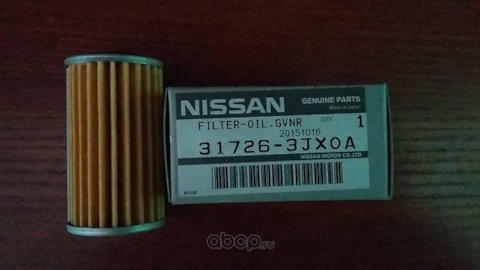 NISSAN
GENUINE PARTS
Made in Japan
FILTER-OIL.GVNR
QTY 1
20151016
31726-3JX0A
NISSAN MOTOR CO.,LTD
abcp.ru